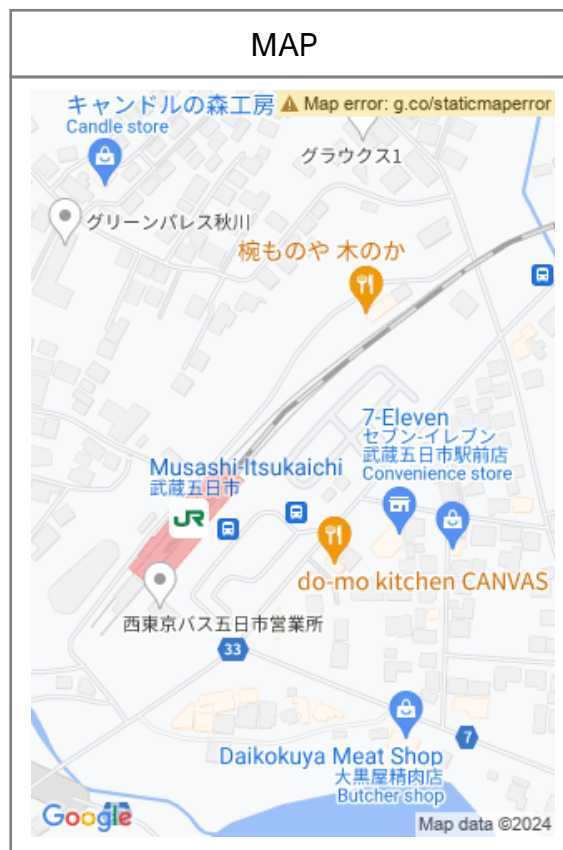 MAP
キャンドルの森工房
Candle store
Map error: g.co/staticmaperror
グラウクス1
グリーンパレス秋川
椀ものや 木のか
7-Eleven
セブン-イレブン
武蔵五日市駅前店
Convenience store
Musashi-Itsukaichi
武蔵五日市
JR
do-mo kitchen CANVAS
西東京バス五日市営業所
33
7
Daikokuya Meat Shop
大黒屋精肉店
Butcher shop
Google
Map data ©2024